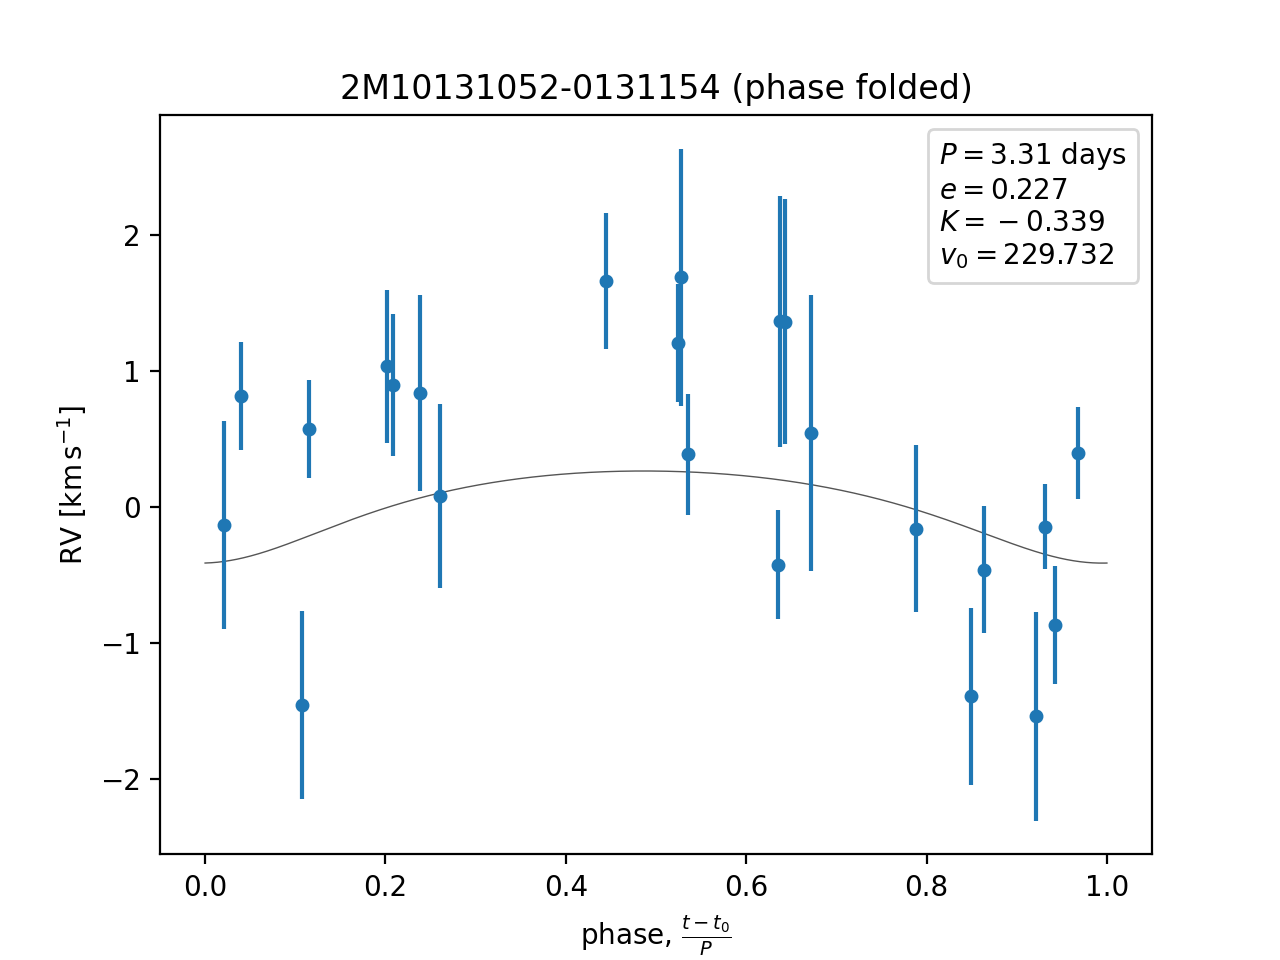 2M10131052-0131154 (phase folded)
P = 3.31 days
e = 0.227
K = −0.339
v₀ = 229.732
RV [km s⁻¹]
2
1
0
−1
−2
0.0 0.2 0.4 0.6 0.8 1.0
phase, (t − t₀)/P